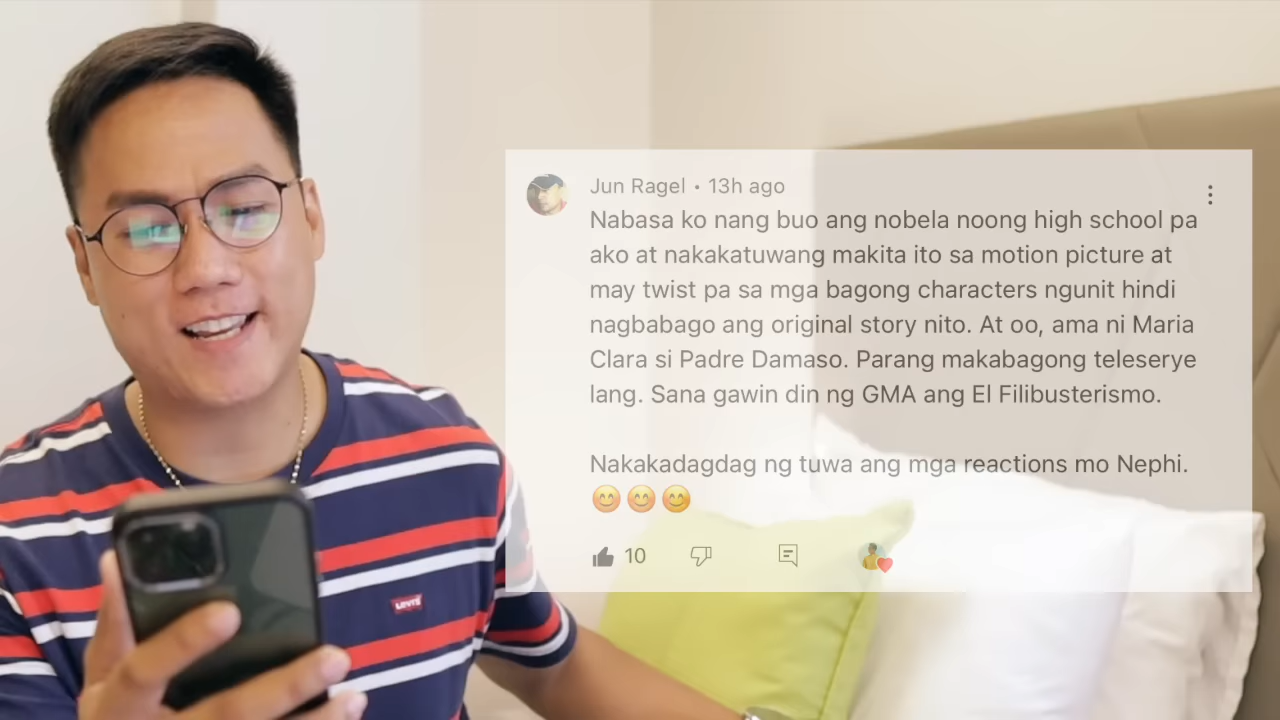 Jun Ragel • 13h ago
Nabasa ko nang buo ang nobela noong high school pa
ako at nakakatuwang makita ito sa motion picture at
may twist pa sa mga bagong characters ngunit hindi
nagbabago ang original story nito. At oo, ama ni Maria
Clara si Padre Damaso. Parang makabagong teleserye
lang. Sana gawin din ng GMA ang El Filibusterismo.
Nakakadagdag ng tuwa ang mga reactions mo Nephi.
😊😊😊
10
LEVI'S